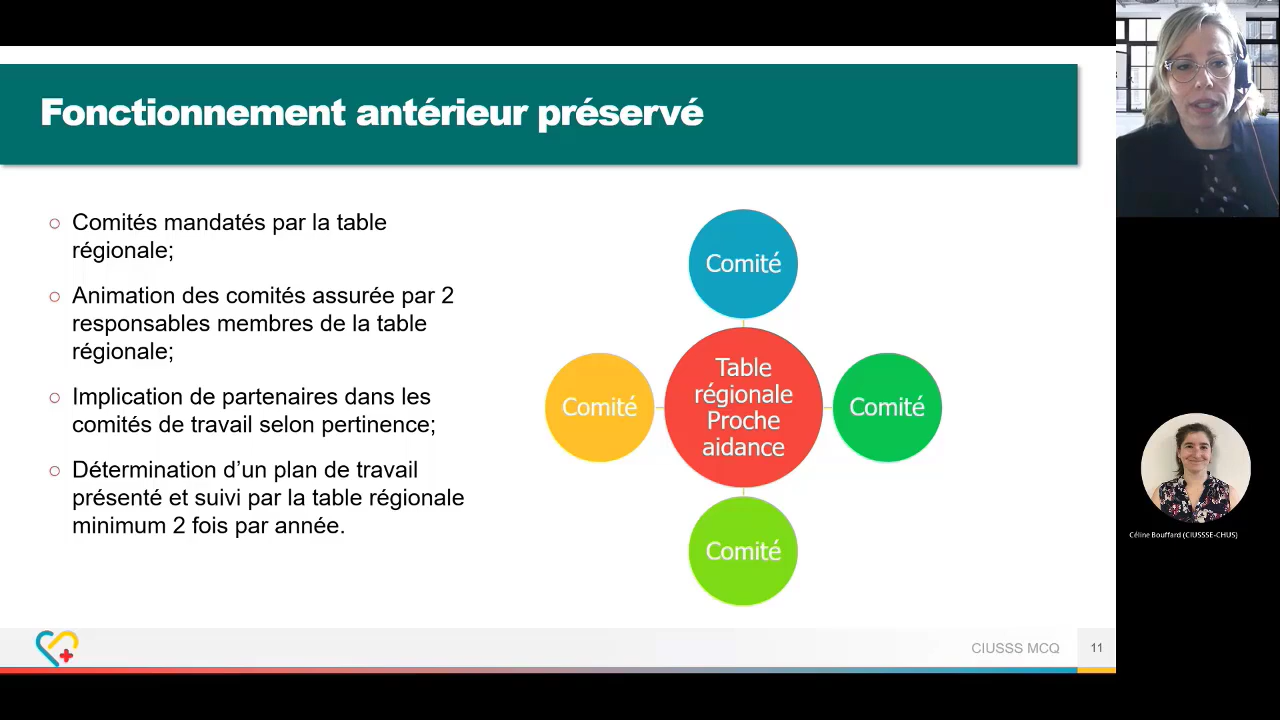 Fonctionnement antérieur préservé
○ Comités mandatés par la table
régionale;
○ Animation des comités assurée par 2
responsables membres de la table
régionale;
○ Implication de partenaires dans les
comités de travail selon pertinence;
○ Détermination d’un plan de travail
présenté et suivi par la table régionale
minimum 2 fois par année.
Comité
Comité
Table
régionale
Proche
aidance
Comité
Comité
CIUSSS MCQ
11
Céline Bouffard (CIUSSSE-CHUS)